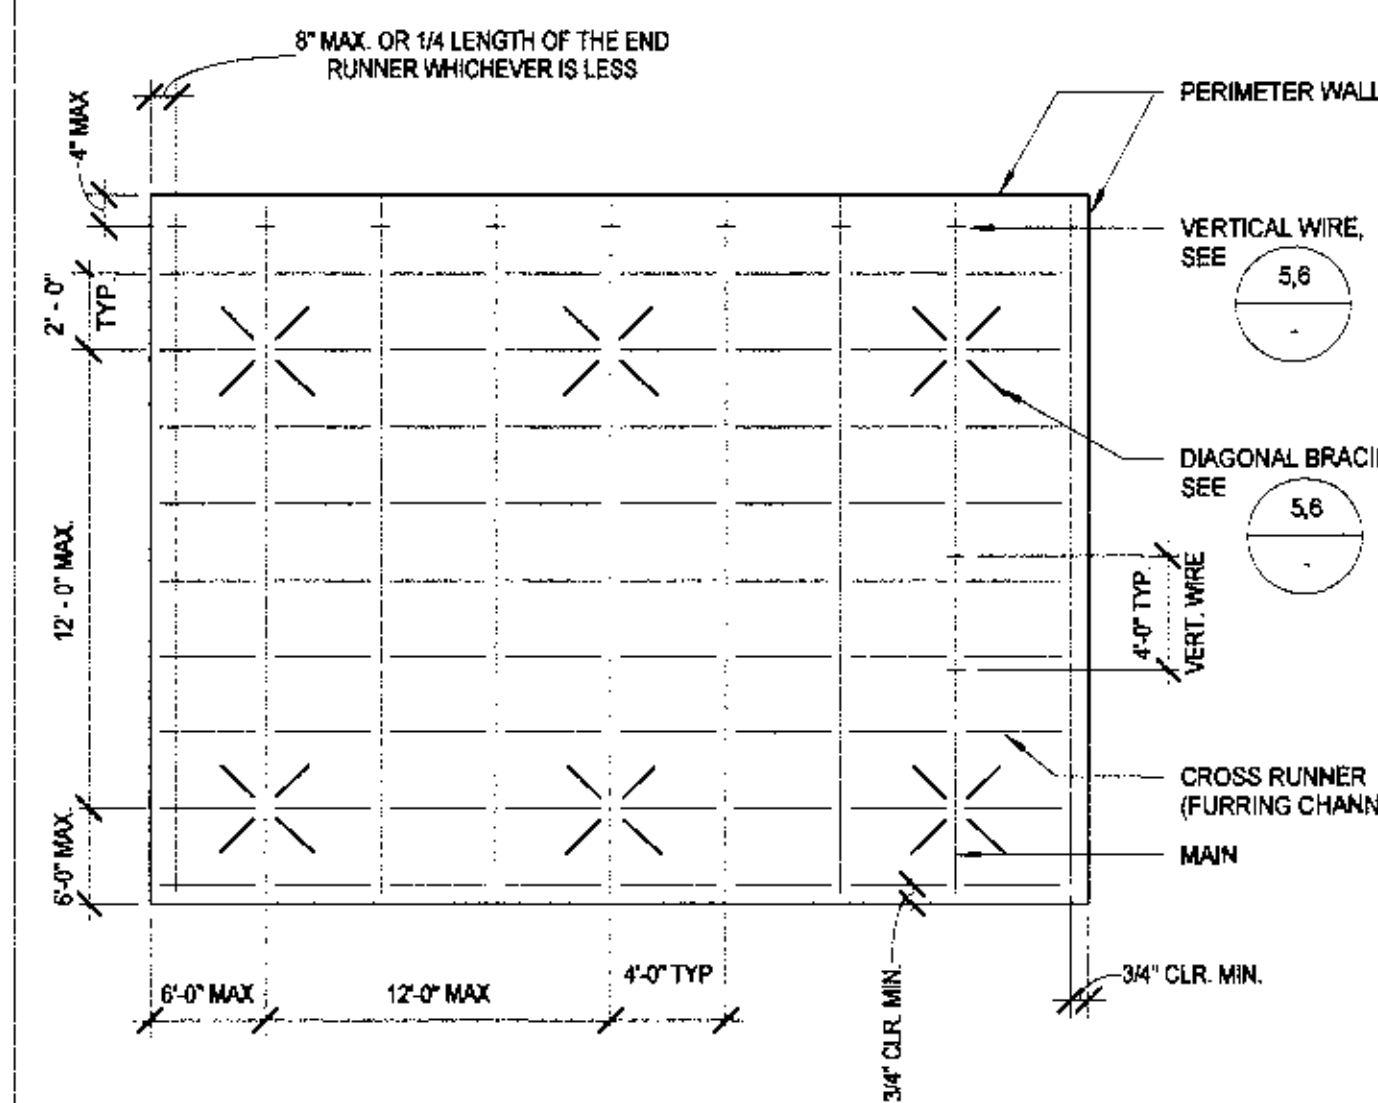 8" MAX. OR 1/4 LENGTH OF THE END
RUNNER WHICHEVER IS LESS
4" MAX
PERIMETER WALL
VERTICAL WIRE,
SEE
5,6
-
2' - 0"
TYP.
DIAGONAL BRACI
SEE
5,6
-
12' - 0" MAX.
4'-0" TYP
VERT. WIRE
CROSS RUNNER
(FURRING CHANN
MAIN
6'-0" MAX.
6'-0" MAX
12'-0" MAX
4'-0" TYP
3/4" CLR. MIN.
3/4" CLR. MIN.